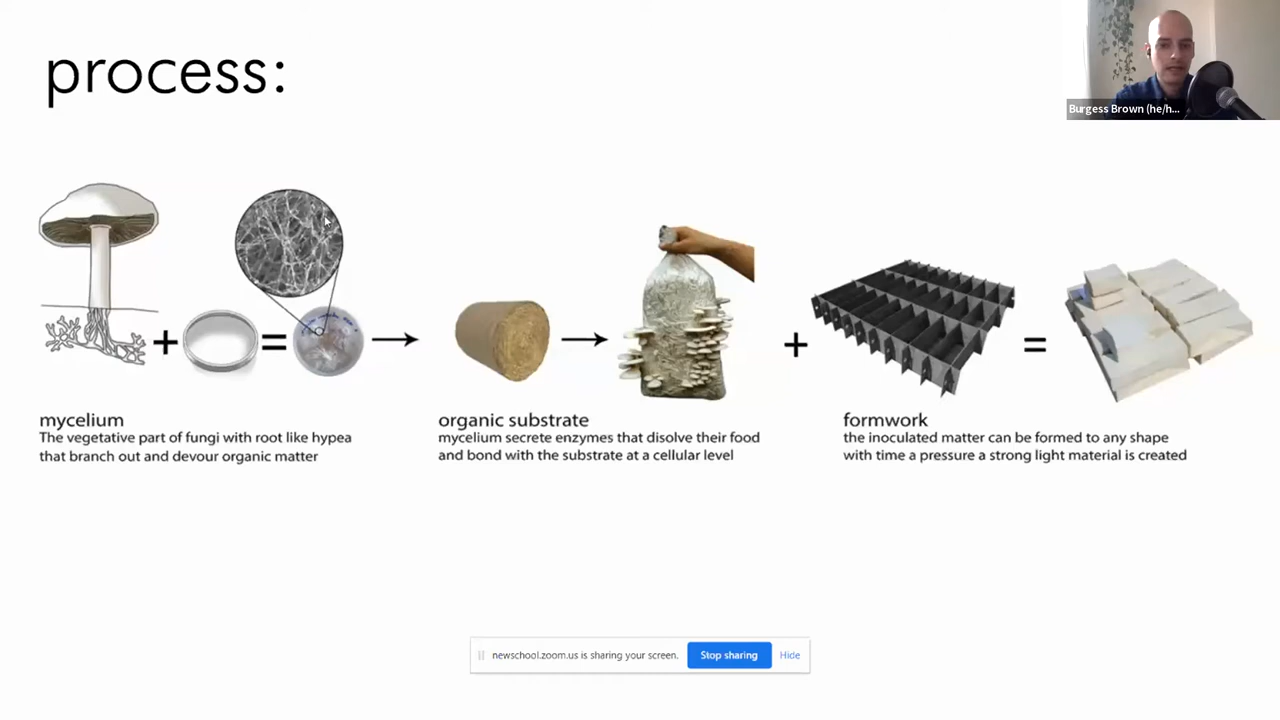 process:
Burgess Brown (he/h...
mycelium
The vegetative part of fungi with root like hypea
that branch out and devour organic matter
organic substrate
mycelium secrete enzymes that disolve their food
and bond with the substrate at a cellular level
formwork
the inoculated matter can be formed to any shape
with time a pressure a strong light material is created
newschool.zoom.us is sharing your screen.
Stop sharing
Hide